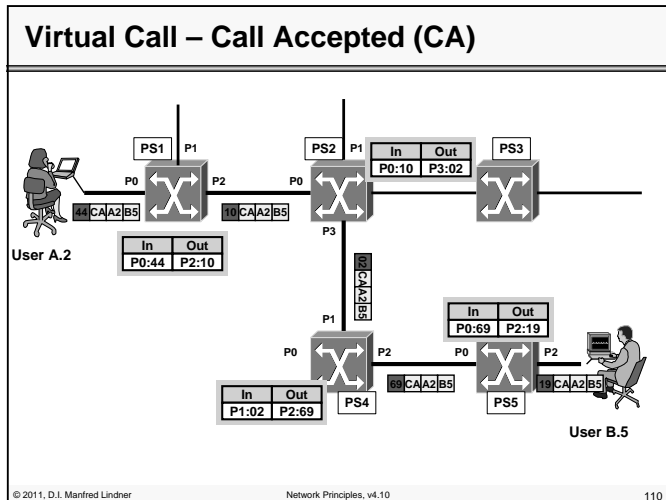 Virtual Call – Call Accepted (CA)
PS1
P1
P0
P2
44 CA A2 B5
10 CA A2 B5
User A.2
In Out
P0:44 P2:10
PS2
P1
P0
P3
In Out
P0:10 P3:02
PS3
02 CA A2 B5
P1
P0
P2
PS4
In Out
P1:02 P2:69
69 CA A2 B5
In Out
P0:69 P2:19
P0
P2
PS5
19 CA A2 B5
User B.5
© 2011, D.I. Manfred Lindner
Network Principles, v4.10
110